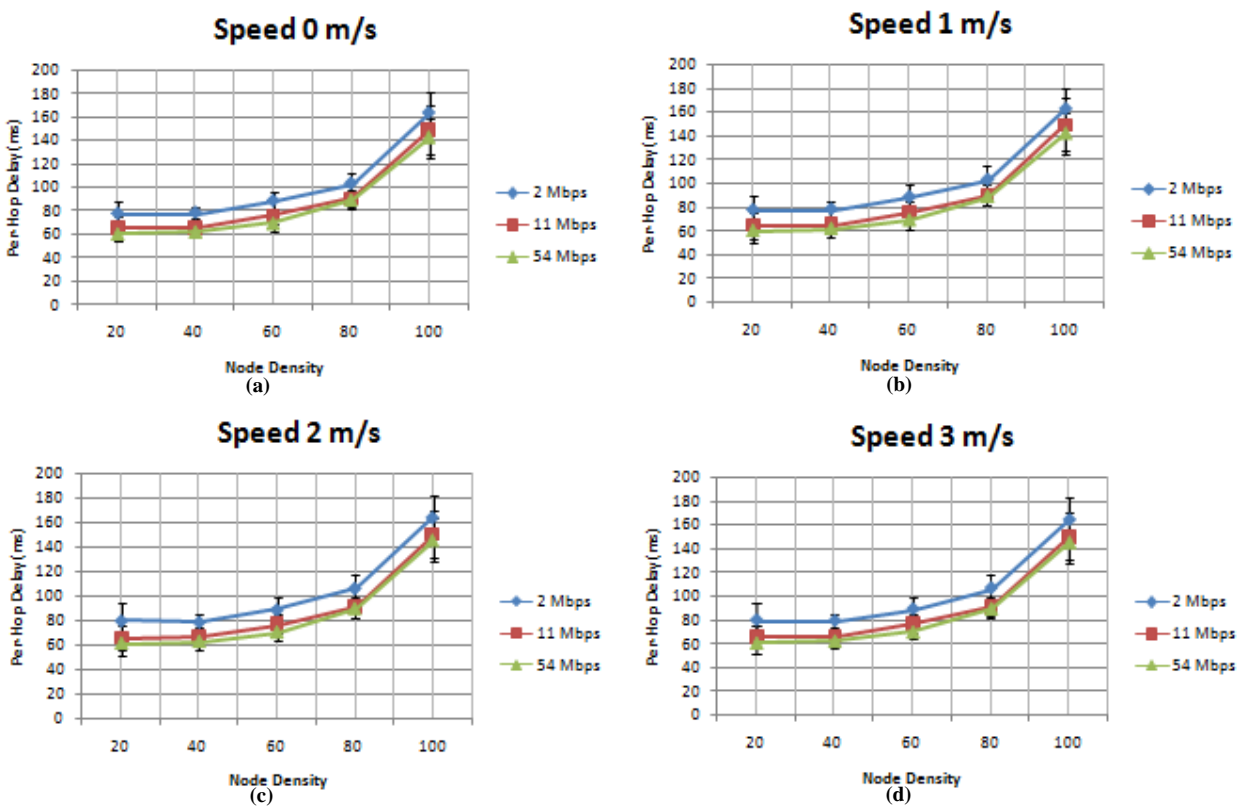 Speed 0 m/s
Per-Hop Delay (ms)
200
180
160
140
120
100
80
60
40
20
0
20 40 60 80 100
Node Density
(a)
2 Mbps
11 Mbps
54 Mbps
Speed 1 m/s
Per-Hop Delay (ms)
200
180
160
140
120
100
80
60
40
20
0
20 40 60 80 100
Node Density
(b)
2 Mbps
11 Mbps
54 Mbps
Speed 2 m/s
Per-Hop Delay (ms)
200
180
160
140
120
100
80
60
40
20
0
20 40 60 80 100
Node Density
(c)
2 Mbps
11 Mbps
54 Mbps
Speed 3 m/s
Per-Hop Delay (ms)
200
180
160
140
120
100
80
60
40
20
0
20 40 60 80 100
Node Density
(d)
2 Mbps
11 Mbps
54 Mbps